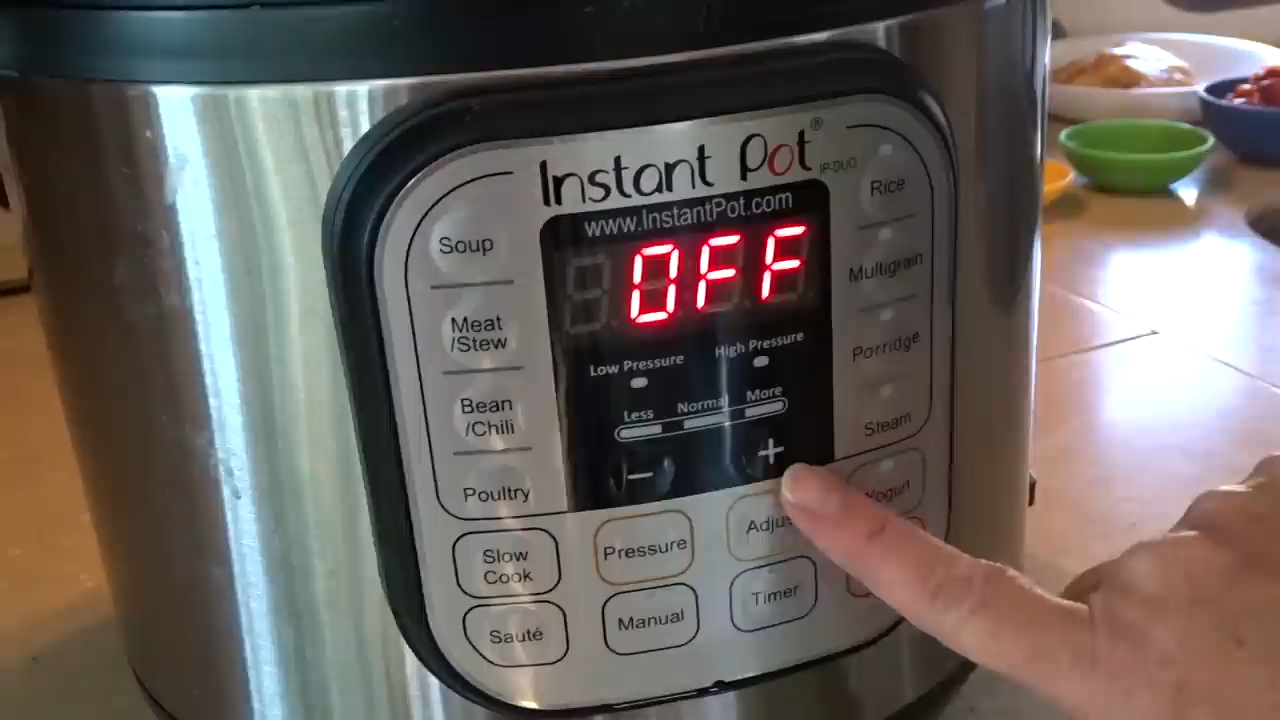 Instant Pot®
IP-DUO
www.InstantPot.com
OFF
Low Pressure
High Pressure
Less
Normal
More
-
+
Soup
Meat
/Stew
Bean
/Chili
Poultry
Slow
Cook
Sauté
Pressure
Manual
Timer
Rice
Multigrain
Porridge
Steam